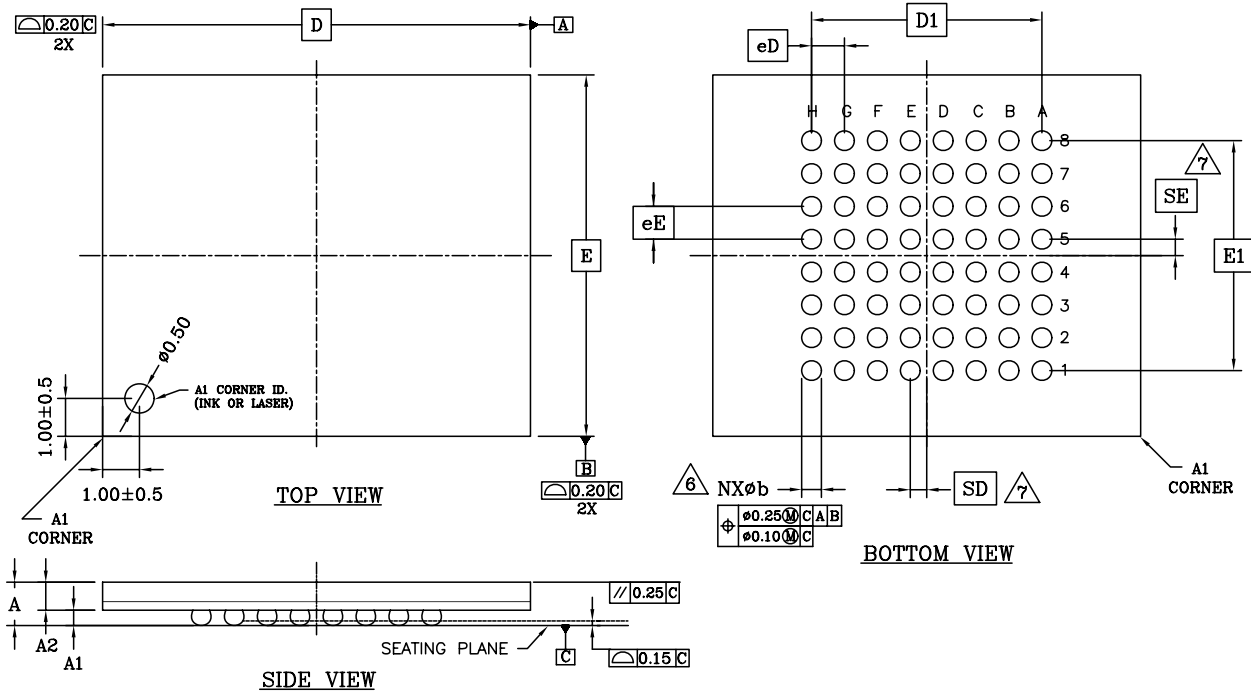 ⌓ 0.20 C
2X
D
A
E
ø0.50
A1 CORNER ID.
(INK OR LASER)
1.00±0.5
1.00±0.5
A1
CORNER
TOP VIEW
B
⌓ 0.20 C
2X
D1
eD
H G F E D C B A
8
7
6
5
4
3
2
1
eE
7
SE
E1
6 NXøb
⌖ ø0.25Ⓜ C A B
ø0.10Ⓜ C
SD 7
A1
CORNER
BOTTOM VIEW
A
A2
A1
// 0.25 C
SEATING PLANE
C
⌓ 0.15 C
SIDE VIEW